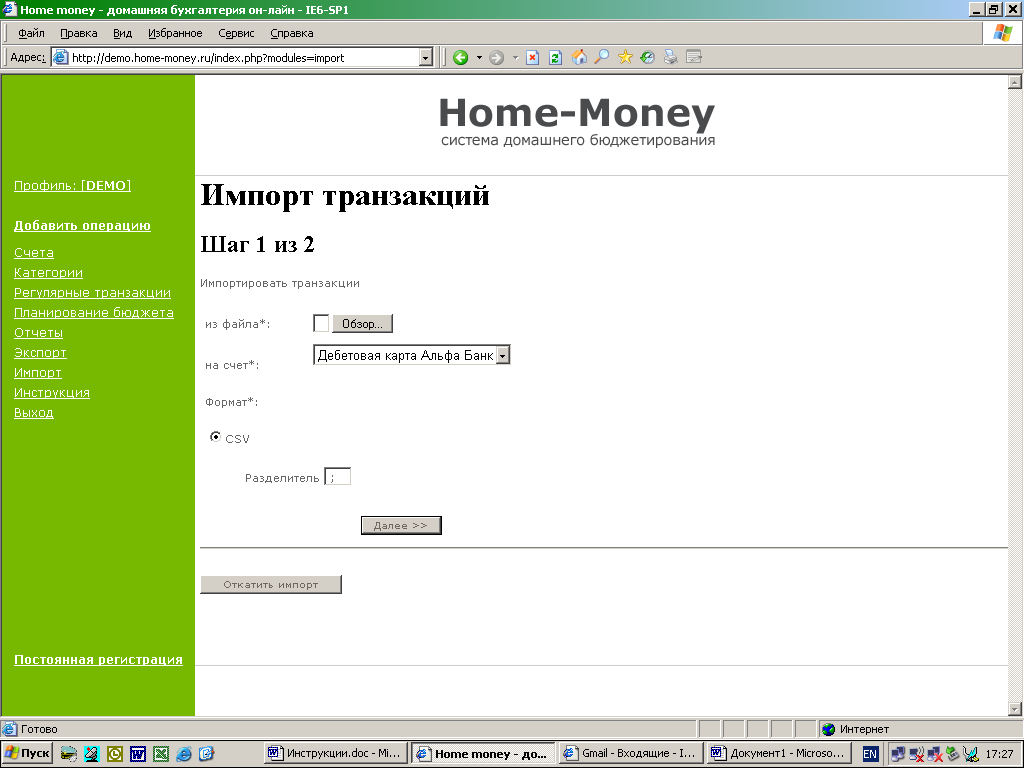 Home money - домашняя бухгалтерия он-лайн - IE6-SP1
Файл Правка Вид Избранное Сервис Справка
Адрес: http://demo.home-money.ru/index.php?modules=import
Home-Money
система домашнего бюджетирования
Профиль: [DEMO]
Добавить операцию
Счета
Категории
Регулярные транзакции
Планирование бюджета
Отчеты
Экспорт
Импорт
Инструкция
Выход
Постоянная регистрация
Импорт транзакций
Шаг 1 из 2
Импортировать транзакции
из файла*: Обзор...
на счет*: Дебетовая карта Альфа Банк
Формат*:
CSV
Разделитель ;
Далее >>
Откатить импорт
Готово Интернет
Пуск Инструкции.doc - Mi... Home money - до... Gmail - Входящие - I... Документ1 - Microso... EN 17:27